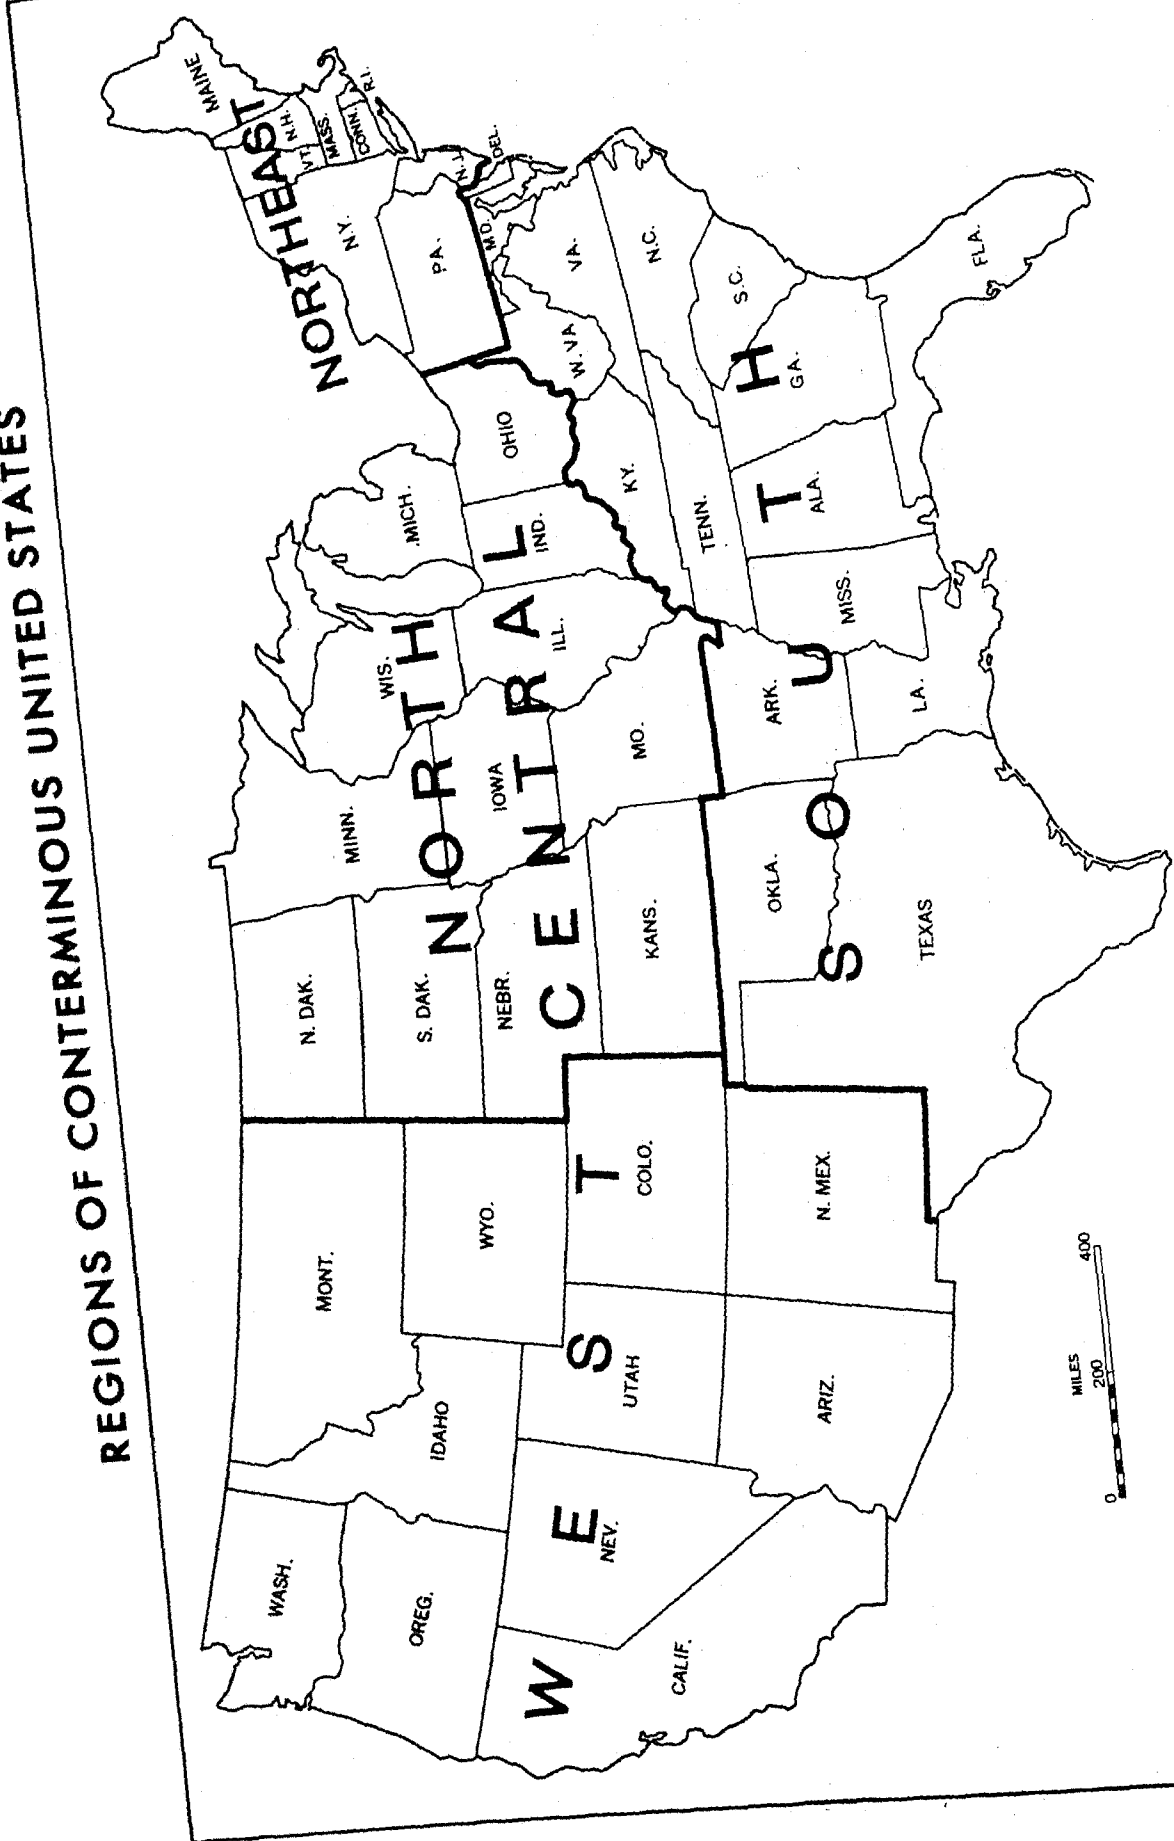 REGIONS OF CONTERMINOUS UNITED STATES
NORTHEAST
NORTH
CENTRAL
WEST
SOUTH
WASH.
OREG.
CALIF.
NEV.
IDAHO
MONT.
WYO.
UTAH
ARIZ.
COLO.
N. MEX.
N. DAK.
S. DAK.
NEBR.
KANS.
OKLA.
TEXAS
MINN.
IOWA
MO.
ARK.
LA.
WIS.
ILL.
MICH.
IND.
OHIO
KY.
TENN.
MISS.
ALA.
GA.
FLA.
S.C.
N.C.
VA.
W. VA
MD.
DEL.
N.J.
PA.
N.Y.
VT.
N.H.
MAINE
MASS.
CONN.
R.I.
MILES
0 200 400